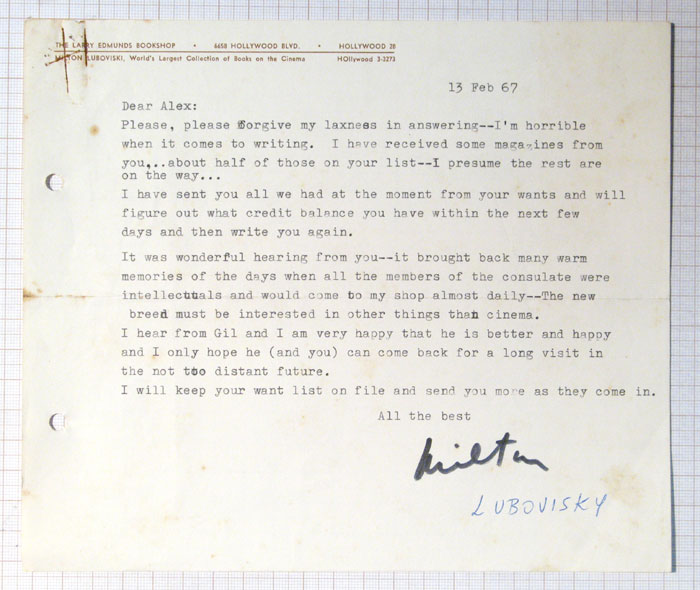 THE LARRY EDMUNDS BOOKSHOP • 6658 HOLLYWOOD BLVD. • HOLLYWOOD 28
MILTON LUBOVISKI, World's Largest Collection of Books on the Cinema HOllywood 3-3273
13 Feb 67
Dear Alex:
Please, please forgive my laxness in answering--I'm horrible
when it comes to writing. I have received some magazines from
you,..about half of those on your list--I presume the rest are
on the way...
I have sent you all we had at the moment from your wants and will
figure out what credit balance you have within the next few
days and then write you again.
It was wonderful hearing from you--it brought back many warm
memories of the days when all the members of the consulate were
intellectuals and would come to my shop almost daily--The new
breed must be interested in other things than cinema.
I hear from Gil and I am very happy that he is better and happy
and I only hope he (and you) can come back for a long visit in
the not too distant future.
I will keep your want list on file and send you more as they come in.
All the best
Milton
LUBOVISKY